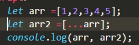 let arr =[1,2,3,4,5];
let arr2 =[...arr];
console.log(arr, arr2);